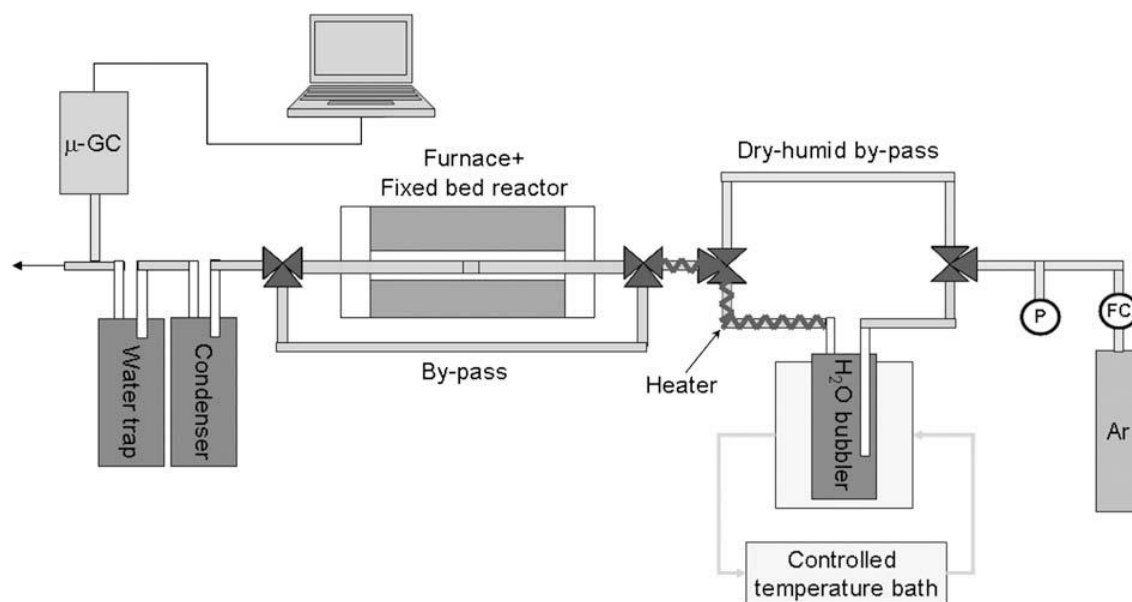 μ-GC
Furnace+
Fixed bed reactor
Dry-humid by-pass
By-pass
Heater
Water trap
Condenser
H₂O bubbler
P
FC
Ar
Controlled
temperature bath